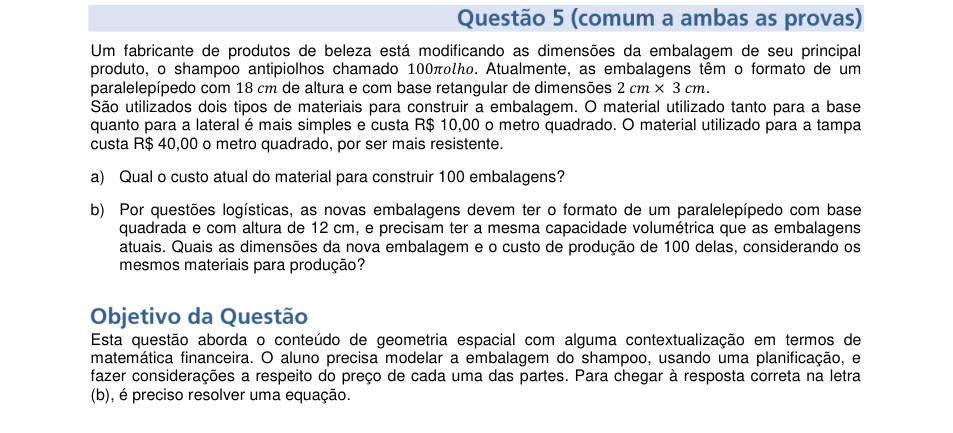 Questão 5 (comum a ambas as provas)
Um fabricante de produtos de beleza está modificando as dimensões da embalagem de seu principal
produto, o shampoo antipiolhos chamado 100πolho. Atualmente, as embalagens têm o formato de um
paralelepípedo com 18 cm de altura e com base retangular de dimensões 2 cm × 3 cm.
São utilizados dois tipos de materiais para construir a embalagem. O material utilizado tanto para a base
quanto para a lateral é mais simples e custa R$ 10,00 o metro quadrado. O material utilizado para a tampa
custa R$ 40,00 o metro quadrado, por ser mais resistente.
a) Qual o custo atual do material para construir 100 embalagens?
b) Por questões logísticas, as novas embalagens devem ter o formato de um paralelepípedo com base
quadrada e com altura de 12 cm, e precisam ter a mesma capacidade volumétrica que as embalagens
atuais. Quais as dimensões da nova embalagem e o custo de produção de 100 delas, considerando os
mesmos materiais para produção?
Objetivo da Questão
Esta questão aborda o conteúdo de geometria espacial com alguma contextualização em termos de
matemática financeira. O aluno precisa modelar a embalagem do shampoo, usando uma planificação, e
fazer considerações a respeito do preço de cada uma das partes. Para chegar à resposta correta na letra
(b), é preciso resolver uma equação.